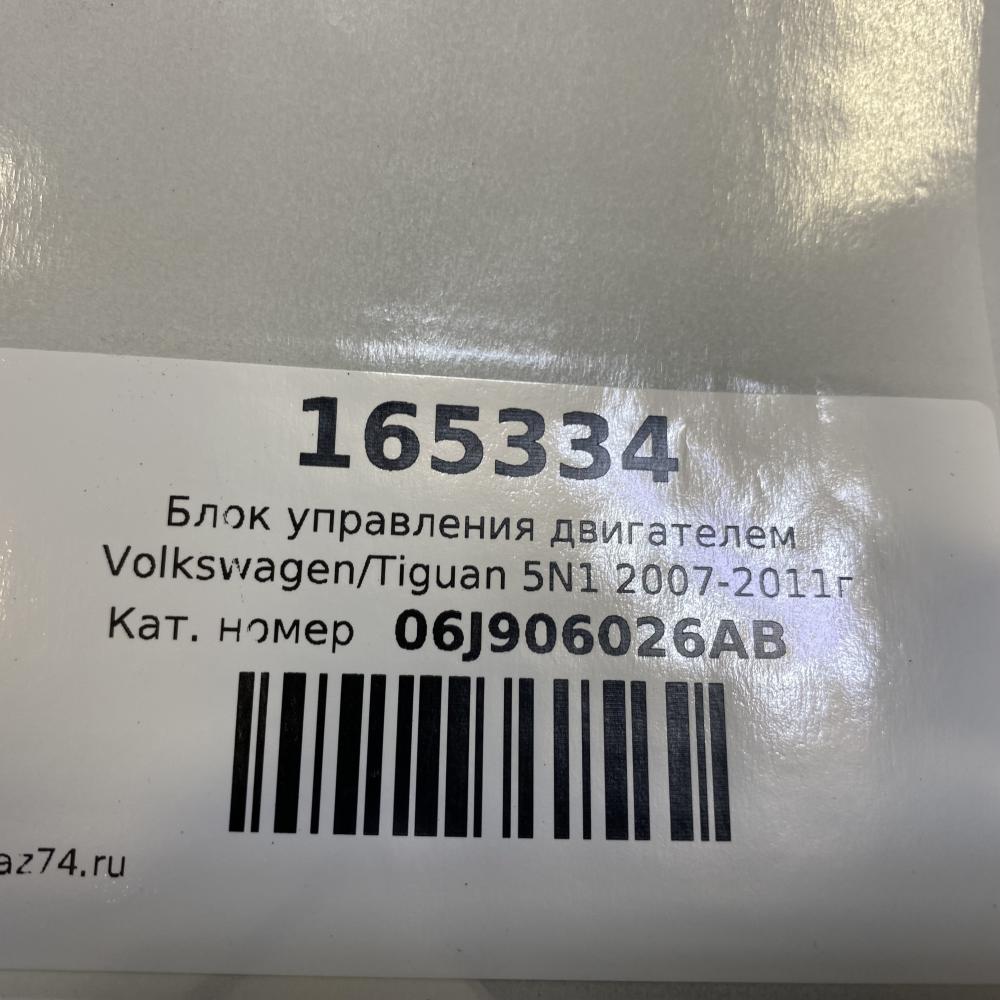 165334
Блок управления двигателем
Volkswagen/Tiguan 5N1 2007-2011г
Кат. номер 06J906026AB
az74.ru